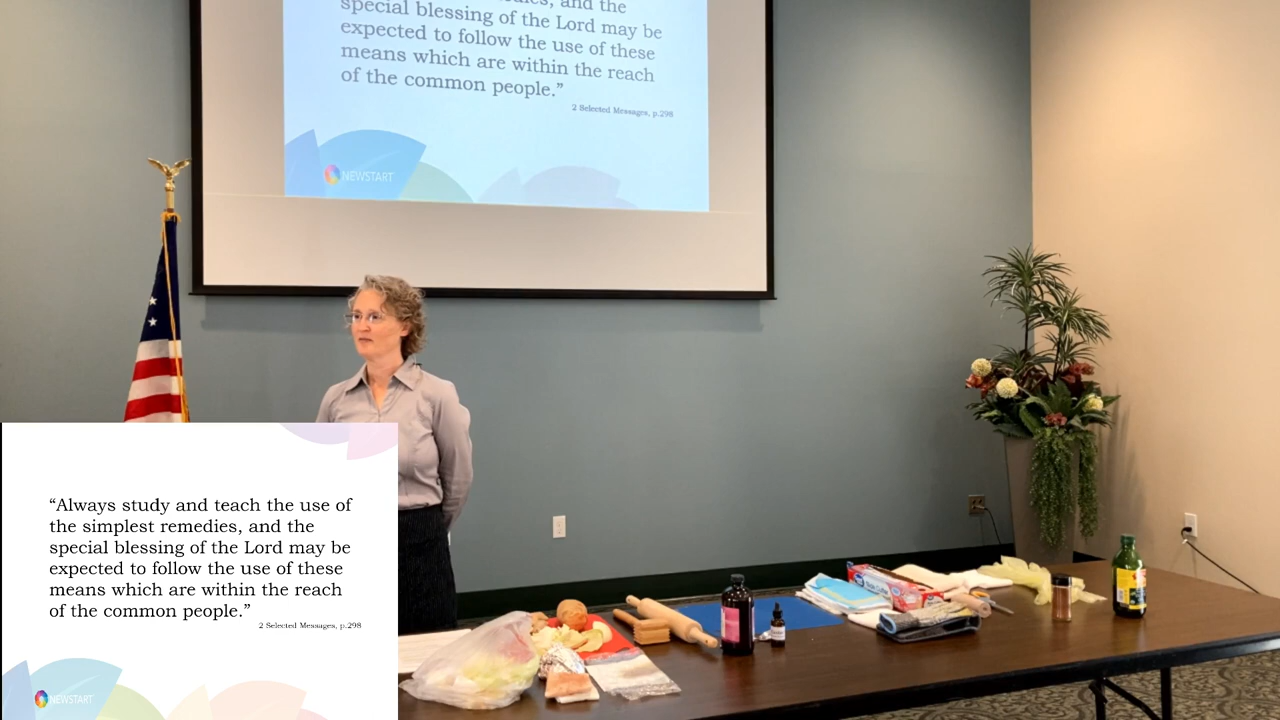 special blessing of the Lord may be
expected to follow the use of these
means which are within the reach
of the common people.”
2 Selected Messages, p.298
NEWSTART
“Always study and teach the use of
the simplest remedies, and the
special blessing of the Lord may be
expected to follow the use of these
means which are within the reach
of the common people.”
2 Selected Messages, p.298
NEWSTART